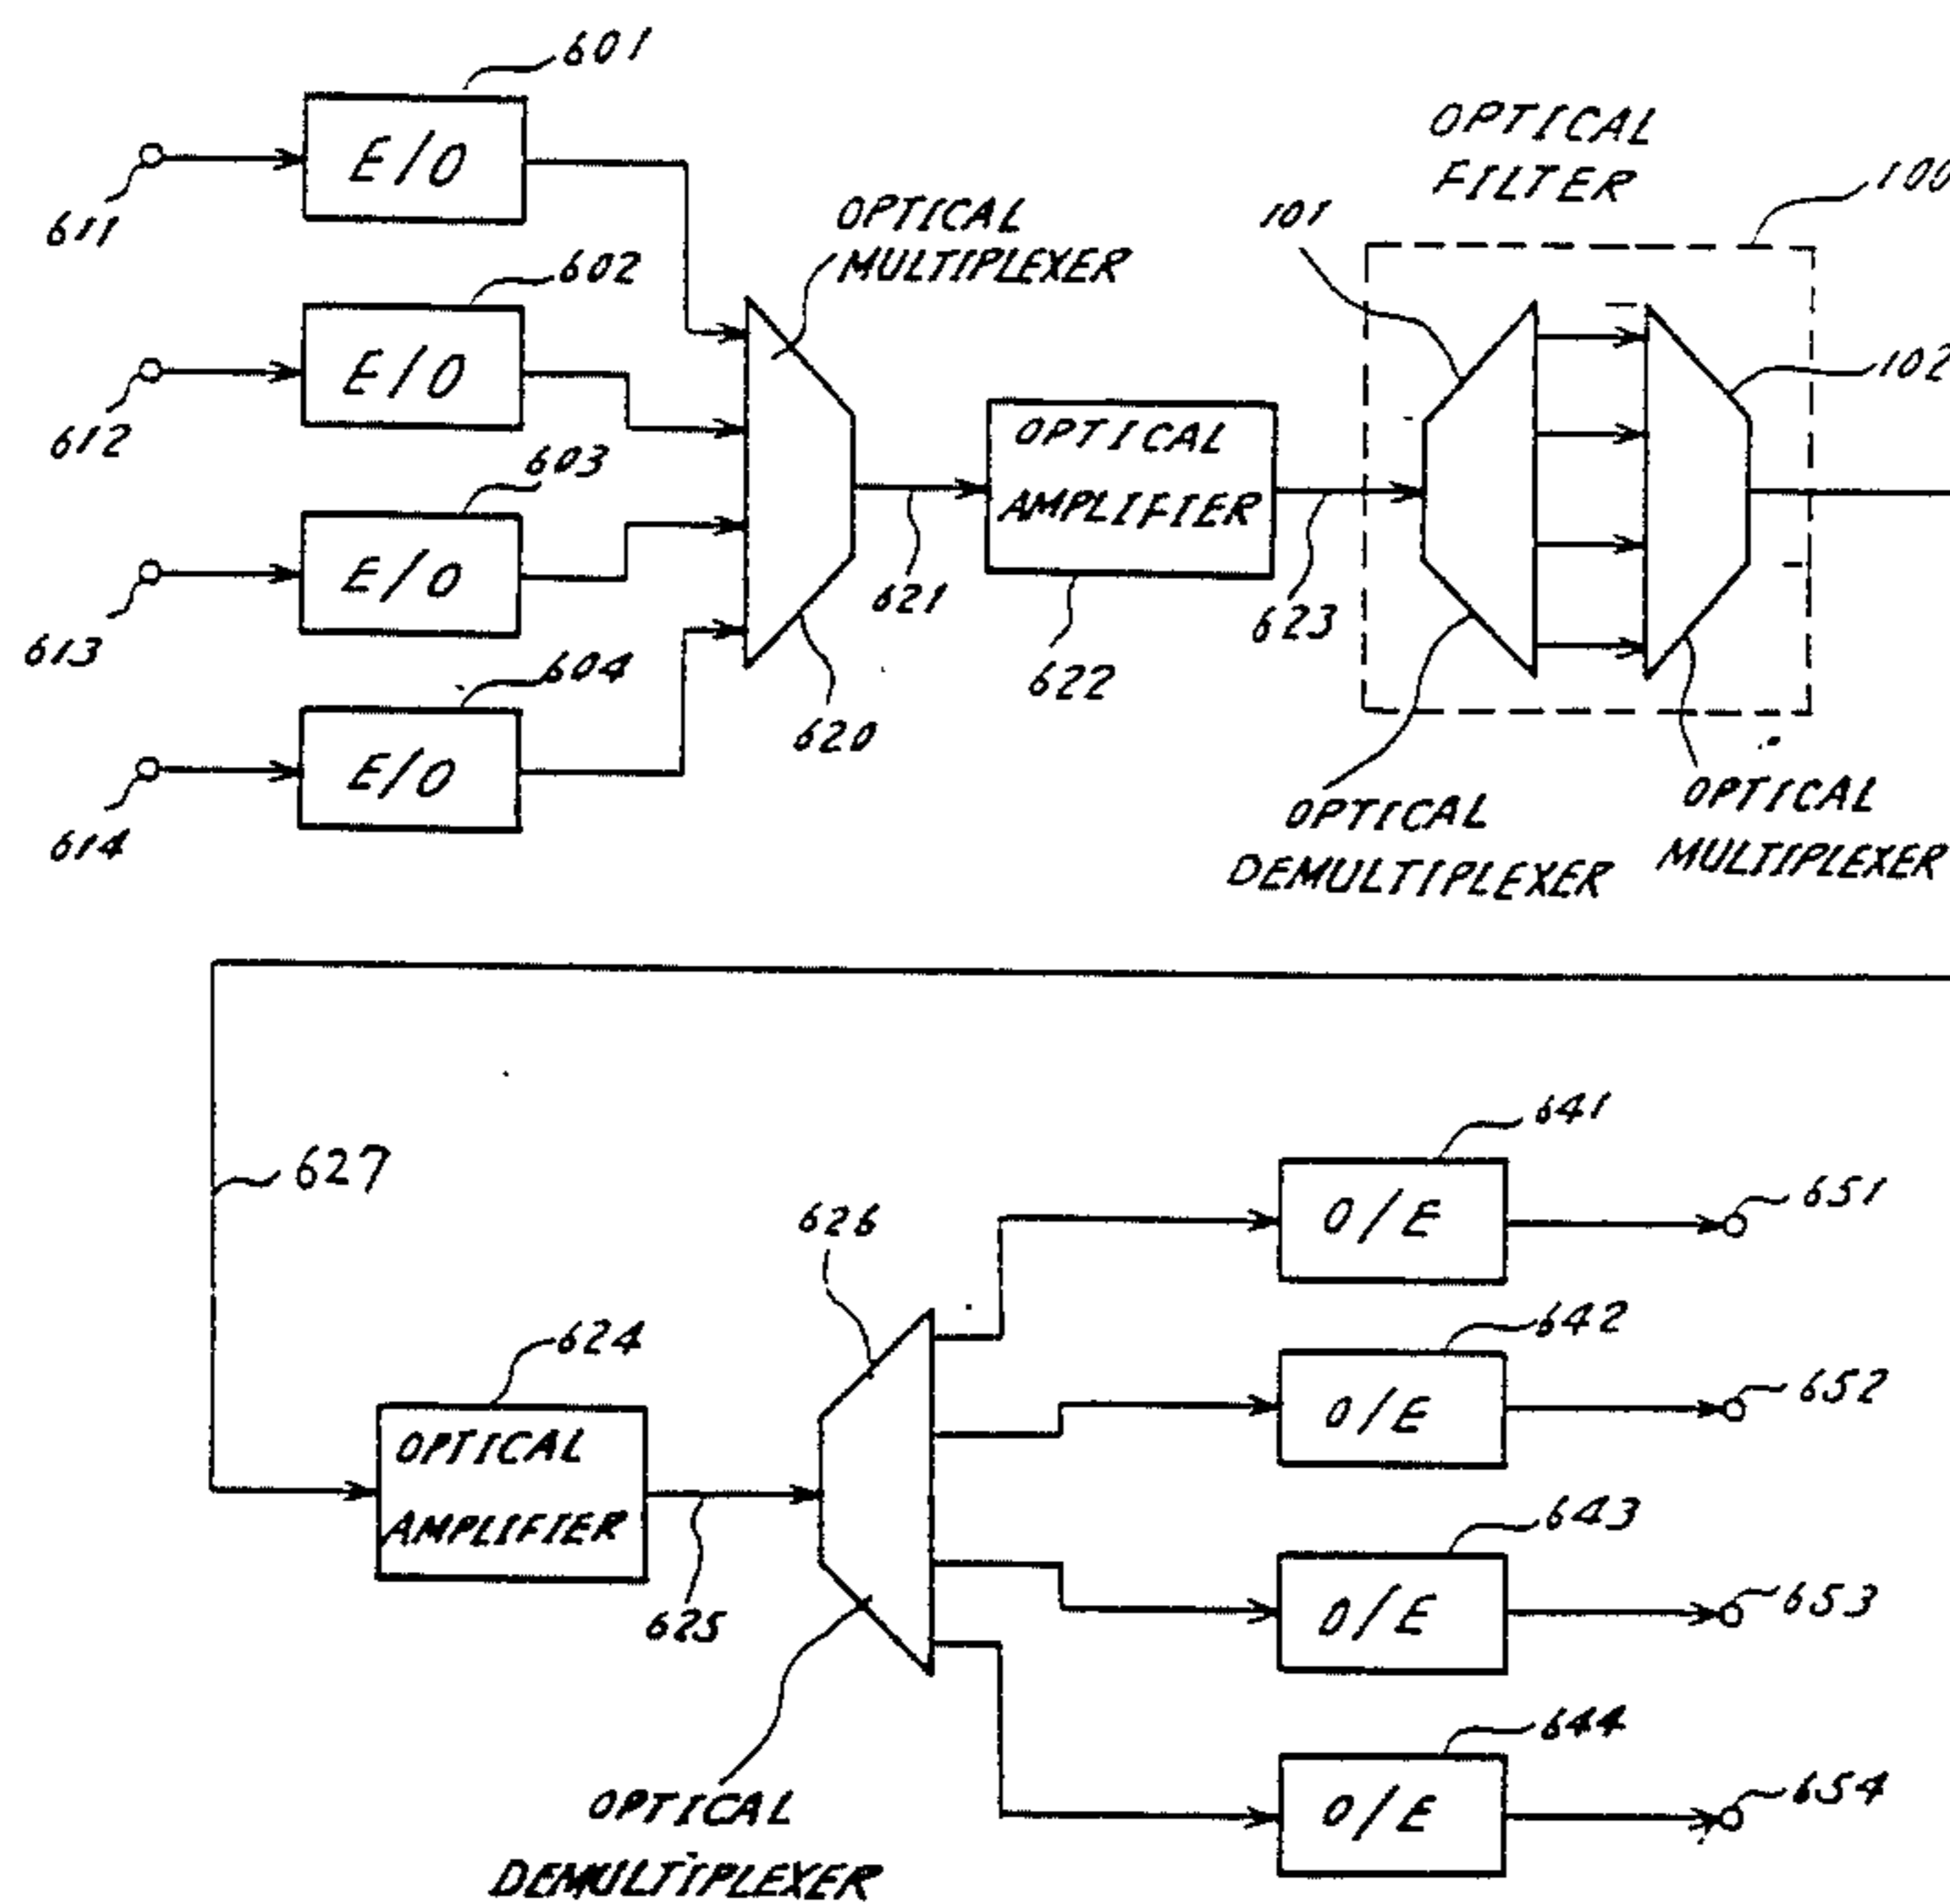 601
E/O
611
OPTICAL
MULTIPLEXER
OPTICAL
FILTER
100
101
602
E/O
612
102
603
E/O
613
OPTICAL
AMPLIFIER
621
623
622
604
E/O
614
620
OPTICAL
DEMULTIPLEXER
OPTICAL
MULTIPLEXER
627
641
O/E
651
626
624
OPTICAL
AMPLIFIER
625
642
O/E
652
643
O/E
653
644
O/E
654
OPTICAL
DEMULTIPLEXER